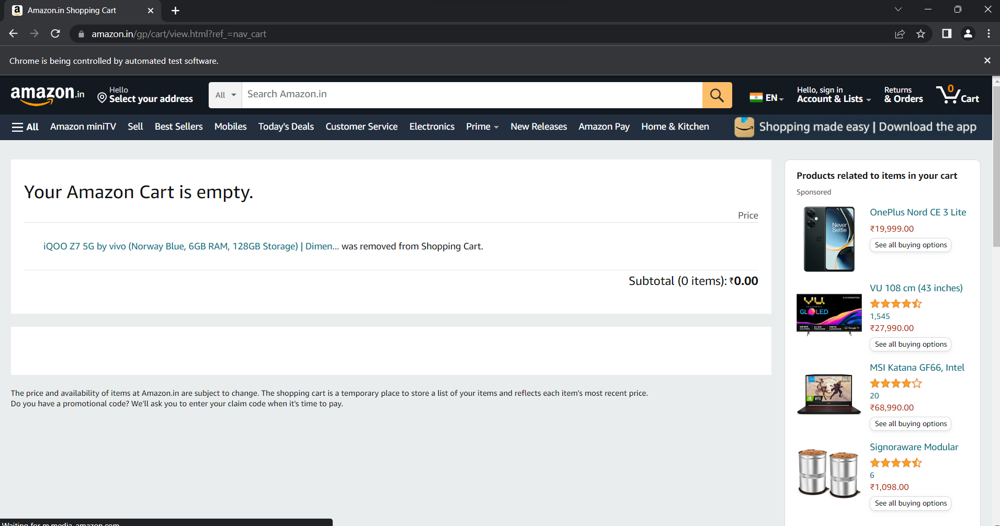 Amazon.in Shopping Cart
amazon.in/gp/cart/view.html?ref_=nav_cart
Chrome is being controlled by automated test software.
amazon.in
Hello
Select your address
All
Search Amazon.in
EN
Hello, sign in
Account & Lists
Returns
& Orders
0
Cart
All
Amazon miniTV
Sell
Best Sellers
Mobiles
Today's Deals
Customer Service
Electronics
Prime
New Releases
Amazon Pay
Home & Kitchen
Shopping made easy | Download the app
Your Amazon Cart is empty.
Price
iQOO Z7 5G by vivo (Norway Blue, 6GB RAM, 128GB Storage) | Dimen... was removed from Shopping Cart.
Subtotal (0 items): ₹0.00
The price and availability of items at Amazon.in are subject to change. The shopping cart is a temporary place to store a list of your items and reflects each item's most recent price.
Do you have a promotional code? We'll ask you to enter your claim code when it's time to pay.
Products related to items in your cart
Sponsored
Never
Settle
OnePlus Nord CE 3 Lite
₹19,999.00
See all buying options
VU
GLOLED
Google TV
VU 108 cm (43 inches)
1,545
₹27,990.00
See all buying options
RTX
MSI Katana GF66, Intel
20
₹68,990.00
See all buying options
Signoraware Modular
6
₹1,098.00
See all buying options
Waiting for m.media-amazon.com